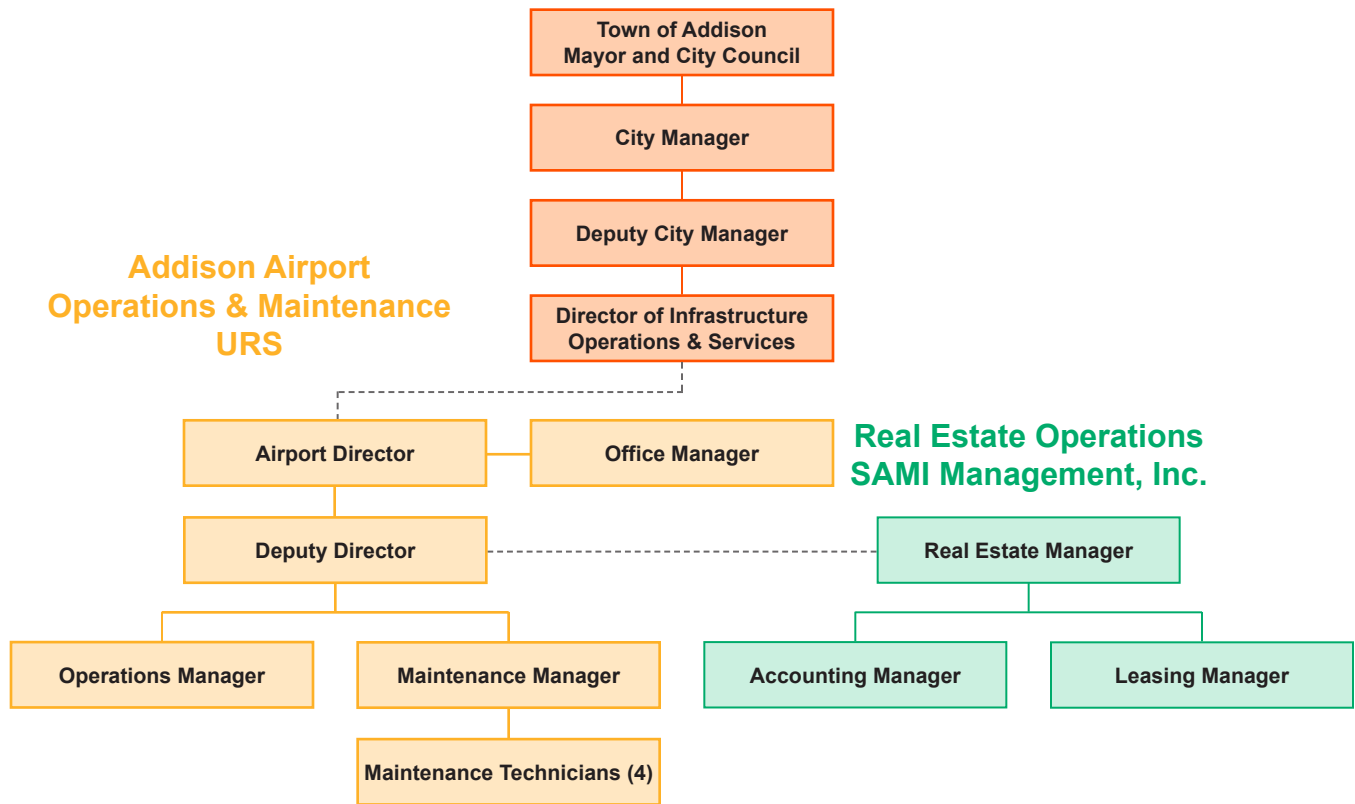 Town of Addison
Mayor and City Council
City Manager
Deputy City Manager
Director of Infrastructure
Operations & Services
Addison Airport
Operations & Maintenance
URS
Airport Director
Office Manager
Real Estate Operations
SAMI Management, Inc.
Deputy Director
Real Estate Manager
Operations Manager
Maintenance Manager
Accounting Manager
Leasing Manager
Maintenance Technicians (4)